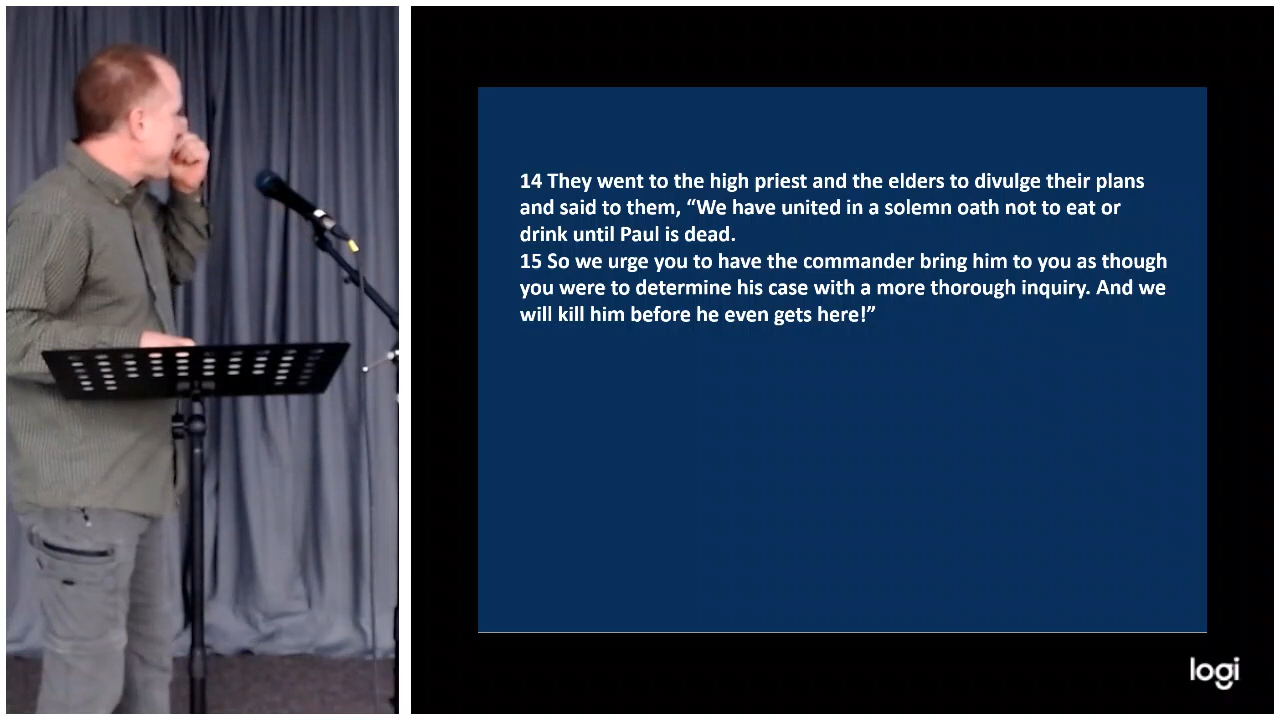 14 They went to the high priest and the elders to divulge their plans
and said to them, “We have united in a solemn oath not to eat or
drink until Paul is dead.
15 So we urge you to have the commander bring him to you as though
you were to determine his case with a more thorough inquiry. And we
will kill him before he even gets here!”
logi